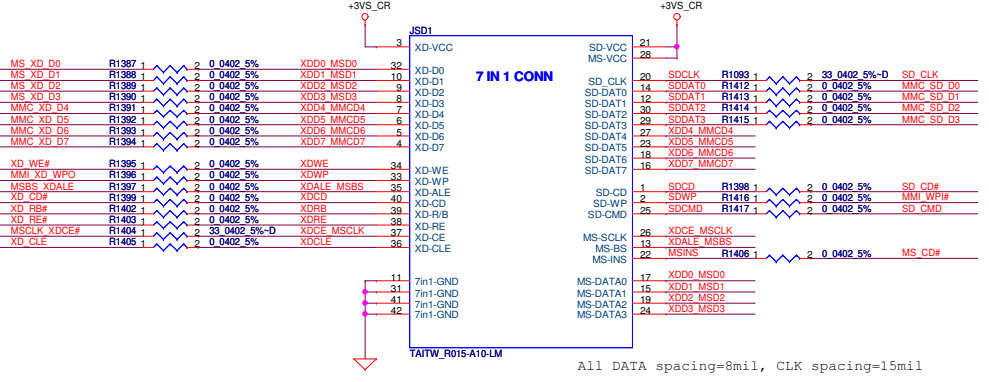 +3VS_CR +3VS_CR
JSD1
3 XD-VCC SD-VCC 21
MS-VCC 28
7 IN 1 CONN
MS_XD_D0 R1387 1 2 0_0402_5% XDD0_MSD0 32 XD-D0
MS_XD_D1 R1388 1 2 0_0402_5% XDD1_MSD1 10 XD-D1 SD_CLK 20 SDCLK R1093 1 2 33_0402_5%~D SD_CLK
MS_XD_D2 R1389 1 2 0_0402_5% XDD2_MSD2 9 XD-D2 SD-DAT0 14 SDDAT0 R1412 1 2 0_0402_5% MMC_SD_D0
MS_XD_D3 R1390 1 2 0_0402_5% XDD3_MSD3 8 XD-D3 SD-DAT1 12 SDDAT1 R1413 1 2 0_0402_5% MMC_SD_D1
MMC_XD_D4 R1391 1 2 0_0402_5% XDD4_MMCD4 7 XD-D4 SD-DAT2 30 SDDAT2 R1414 1 2 0_0402_5% MMC_SD_D2
MMC_XD_D5 R1392 1 2 0_0402_5% XDD5_MMCD5 6 XD-D5 SD-DAT3 29 SDDAT3 R1415 1 2 0_0402_5% MMC_SD_D3
MMC_XD_D6 R1393 1 2 0_0402_5% XDD6_MMCD6 5 XD-D6 SD-DAT4 27 XDD4_MMCD4
MMC_XD_D7 R1394 1 2 0_0402_5% XDD7_MMCD7 4 XD-D7 SD-DAT5 23 XDD5_MMCD5
SD-DAT6 18 XDD6_MMCD6
XD_WE# R1395 1 2 0_0402_5% XDWE 34 XD-WE SD-DAT7 16 XDD7_MMCD7
MMI_XD_WPO R1396 1 2 0_0402_5% XDWP 33 XD-WP
MSBS_XDALE R1397 1 2 0_0402_5% XDALE_MSBS 35 XD-ALE SD-CD 1 SDCD R1398 1 2 0_0402_5% SD_CD#
XD_CD# R1399 1 2 0_0402_5% XDCD 40 XD-CD SD-WP 2 SDWP R1416 1 2 0_0402_5% MMI_WPI#
XD_RB# R1402 1 2 0_0402_5% XDRB 39 XD-R/B SD-CMD 25 SDCMD R1417 1 2 0_0402_5% SD_CMD
XD_RE# R1403 1 2 0_0402_5% XDRE 38 XD-RE
MSCLK_XDCE# R1404 1 2 33_0402_5%~D XDCE_MSCLK 37 XD-CE MS-SCLK 26 XDCE_MSCLK
XD_CLE R1405 1 2 0_0402_5% XDCLE 36 XD-CLE MS-BS 13 XDALE_MSBS
MS-INS 22 MSINS R1406 1 2 0_0402_5% MS_CD#
11 7in1-GND MS-DATA0 17 XDD0_MSD0
31 7in1-GND MS-DATA1 15 XDD1_MSD1
41 7in1-GND MS-DATA2 19 XDD2_MSD2
42 7in1-GND MS-DATA3 24 XDD3_MSD3
TAITW_R015-A10-LM
All DATA spacing=8mil, CLK spacing=15mil